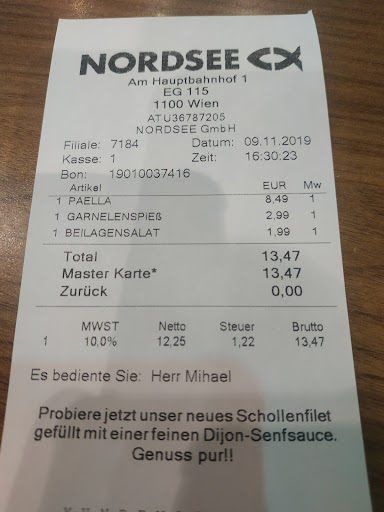 NORDSEE
Am Hauptbahnhof 1
EG 115
1100 Wien
ATU36787205
NORDSEE GmbH
Filiale: 7184 Datum: 09.11.2019
Kasse: 1 Zeit: 16:30:23
Bon: 19010037416
Artikel EUR Mw
1 PAELLA 8,49 1
1 GARNELENSPIEß 2,99 1
1 BEILAGENSALAT 1,99 1
Total 13,47
Master Karte* 13,47
Zurück 0,00
MWST Netto Steuer Brutto
1 10,0% 12,25 1,22 13,47
Es bediente Sie: Herr Mihael
Probiere jetzt unser neues Schollenfilet
gefüllt mit einer feinen Dijon-Senfsauce.
Genuss pur!!